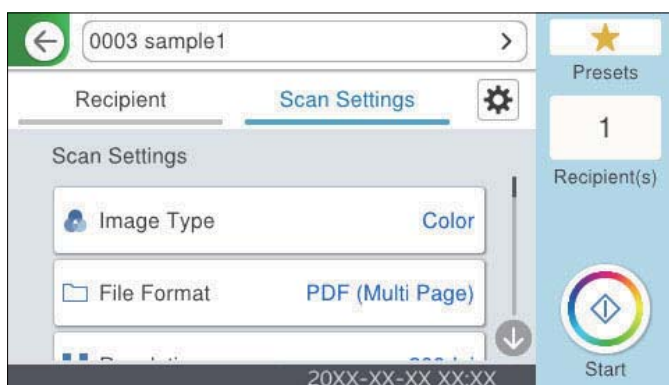 0003 sample1
Presets
Recipient
Scan Settings
1
Recipient(s)
Scan Settings
Image Type
Color
File Format
PDF (Multi Page)
20XX-XX-XX XX:XX
Start